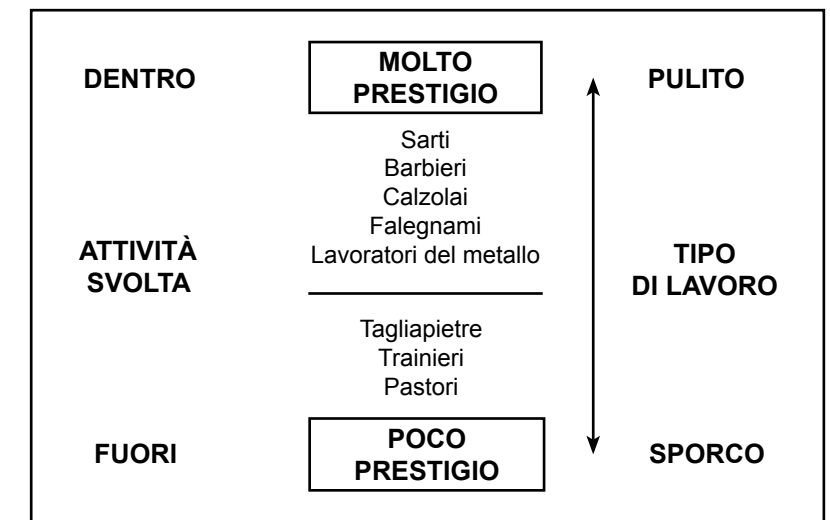 DENTRO
MOLTO
PRESTIGIO
PULITO
Sarti
Barbieri
Calzolai
Falegnami
Lavoratori del metallo
ATTIVITÀ
SVOLTA
TIPO
DI LAVORO
Tagliapietre
Trainieri
Pastori
FUORI
POCO
PRESTIGIO
SPORCO